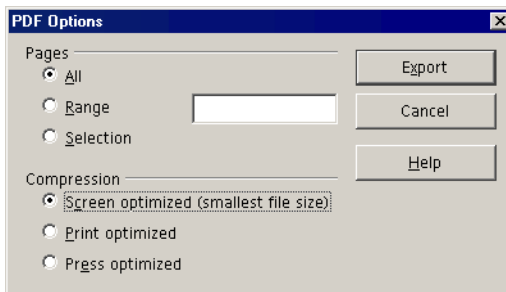 PDF Options
Pages
All
Export
Range
Cancel
Selection
Help
Compression
Screen optimized (smallest file size)
Print optimized
Press optimized